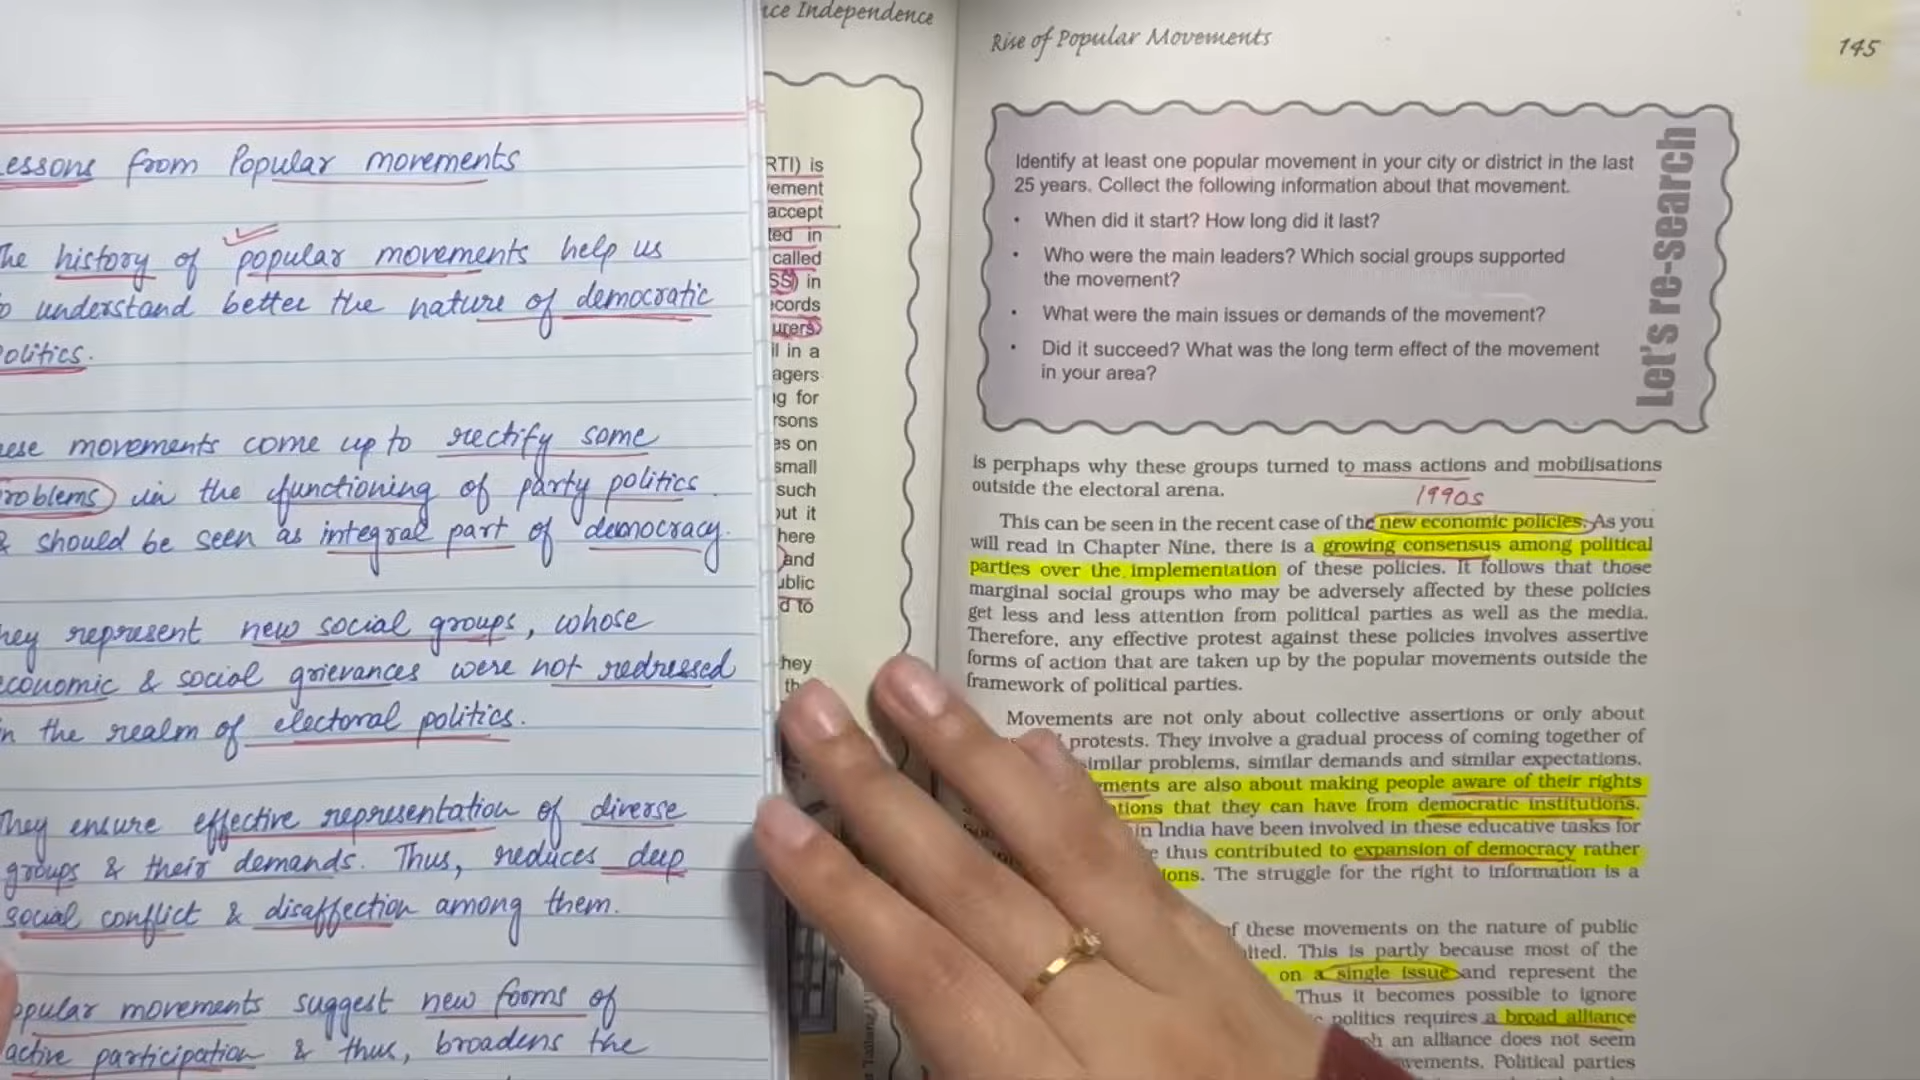 essons from Popular movements
he history of popular movements help us
o understand better the nature of democratic
olitics.
ese movements come up to rectify some
roblems in the functioning of party politics
& should be seen as integral part of democracy.
hey represent new social groups, whose
conomic & social grievances were not redressed
n the realm of electoral politics.
They ensure effective representation of diverse
groups & their demands. Thus, reduces deep
social conflict & disaffection among them.
opular movements suggest new forms of
active participation & thus, broadens the
ce Independence
RTI) is
ement
accept
ted in
called
SS) in
cords
urers
il in a
agers
g for
rsons
es on
small
such
out it
here
and
ublic
d to
hey
th
Rise of Popular Movements
145
Identify at least one popular movement in your city or district in the last
25 years. Collect the following information about that movement.
• When did it start? How long did it last?
• Who were the main leaders? Which social groups supported
the movement?
• What were the main issues or demands of the movement?
• Did it succeed? What was the long term effect of the movement
in your area?
Let's re-search
is perphaps why these groups turned to mass actions and mobilisations
outside the electoral arena.
1990s
This can be seen in the recent case of the new economic policies. As you
will read in Chapter Nine, there is a growing consensus among political
parties over the implementation of these policies. It follows that those
marginal social groups who may be adversely affected by these policies
get less and less attention from political parties as well as the media.
Therefore, any effective protest against these policies involves assertive
forms of action that are taken up by the popular movements outside the
framework of political parties.
Movements are not only about collective assertions or only about
protests. They involve a gradual process of coming together of
similar problems, similar demands and similar expectations.
ments are also about making people aware of their rights
tions that they can have from democratic institutions.
in India have been involved in these educative tasks for
e thus contributed to expansion of democracy rather
ions. The struggle for the right to information is a
f these movements on the nature of public
ited. This is partly because most of the
on a single issue and represent the
Thus it becomes possible to ignore
c politics requires a broad alliance
ch an alliance does not seem
vements. Political parties